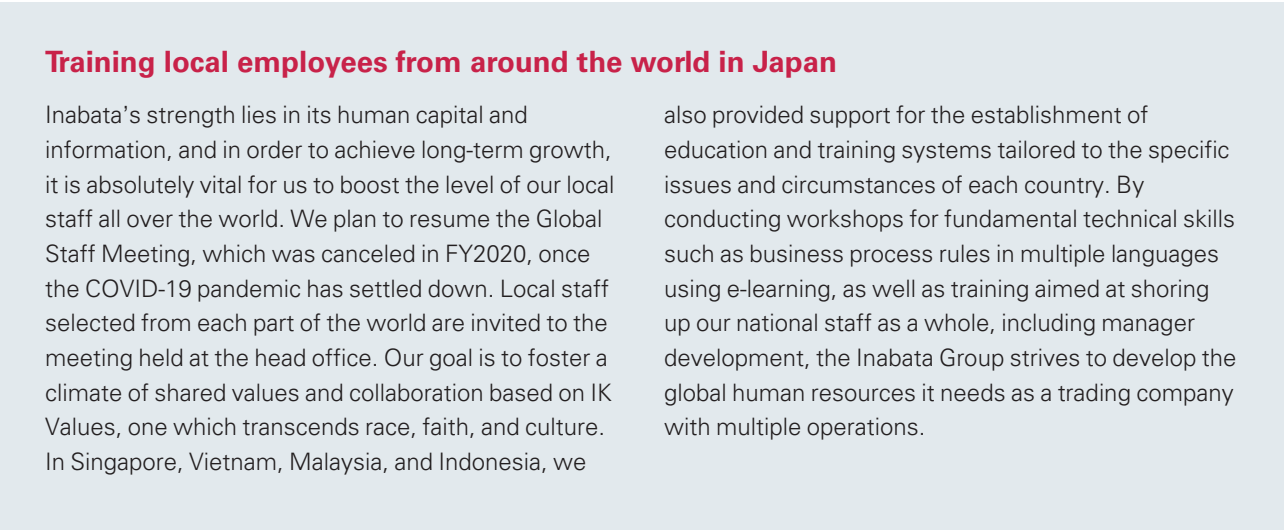 Training local employees from around the world in Japan
Inabata's strength lies in its human capital and
information, and in order to achieve long-term growth,
it is absolutely vital for us to boost the level of our local
staff all over the world. We plan to resume the Global
Staff Meeting, which was canceled in FY2020, once
the COVID-19 pandemic has settled down. Local staff
selected from each part of the world are invited to the
meeting held at the head office. Our goal is to foster a
climate of shared values and collaboration based on IK
Values, one which transcends race, faith, and culture.
In Singapore, Vietnam, Malaysia, and Indonesia, we
also provided support for the establishment of
education and training systems tailored to the specific
issues and circumstances of each country. By
conducting workshops for fundamental technical skills
such as business process rules in multiple languages
using e-learning, as well as training aimed at shoring
up our national staff as a whole, including manager
development, the Inabata Group strives to develop the
global human resources it needs as a trading company
with multiple operations.